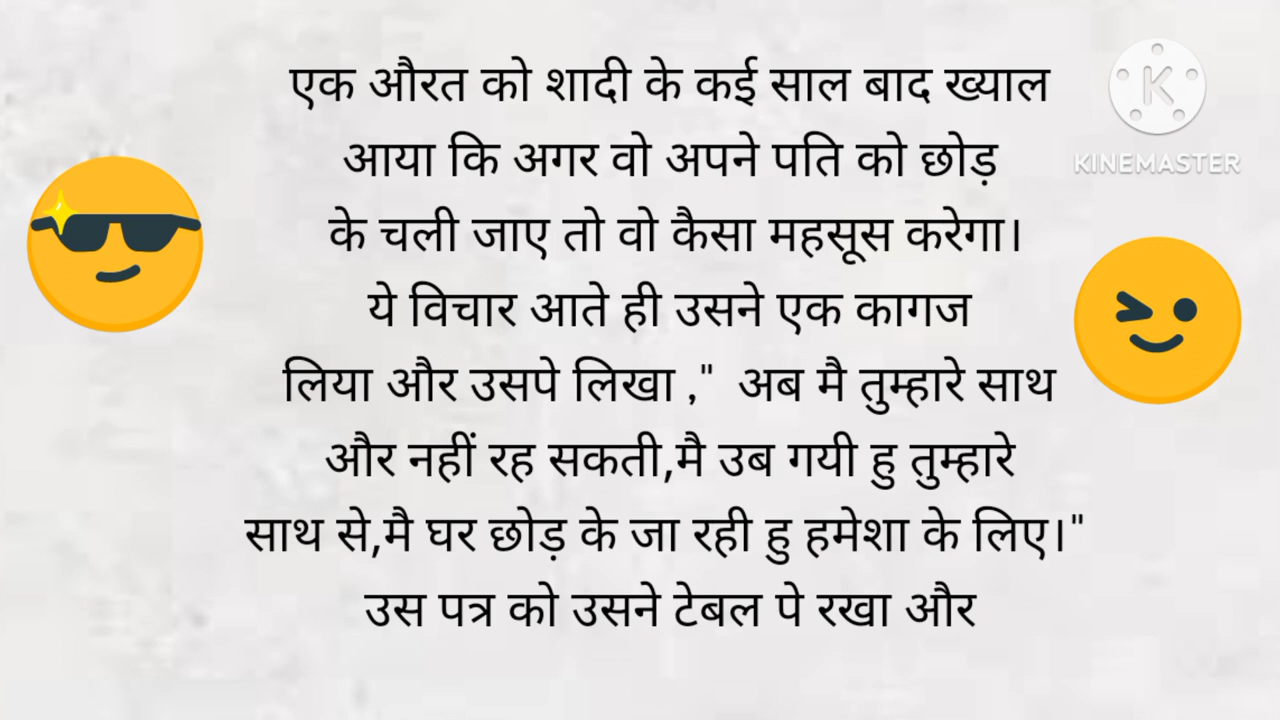 एक औरत को शादी के कई साल बाद ख्याल
आया कि अगर वो अपने पति को छोड़
के चली जाए तो वो कैसा महसूस करेगा।
ये विचार आते ही उसने एक कागज
लिया और उसपे लिखा ," अब मै तुम्हारे साथ
और नहीं रह सकती,मै उब गयी हु तुम्हारे
साथ से,मै घर छोड़ के जा रही हु हमेशा के लिए।"
उस पत्र को उसने टेबल पे रखा और
K
KINEMASTER